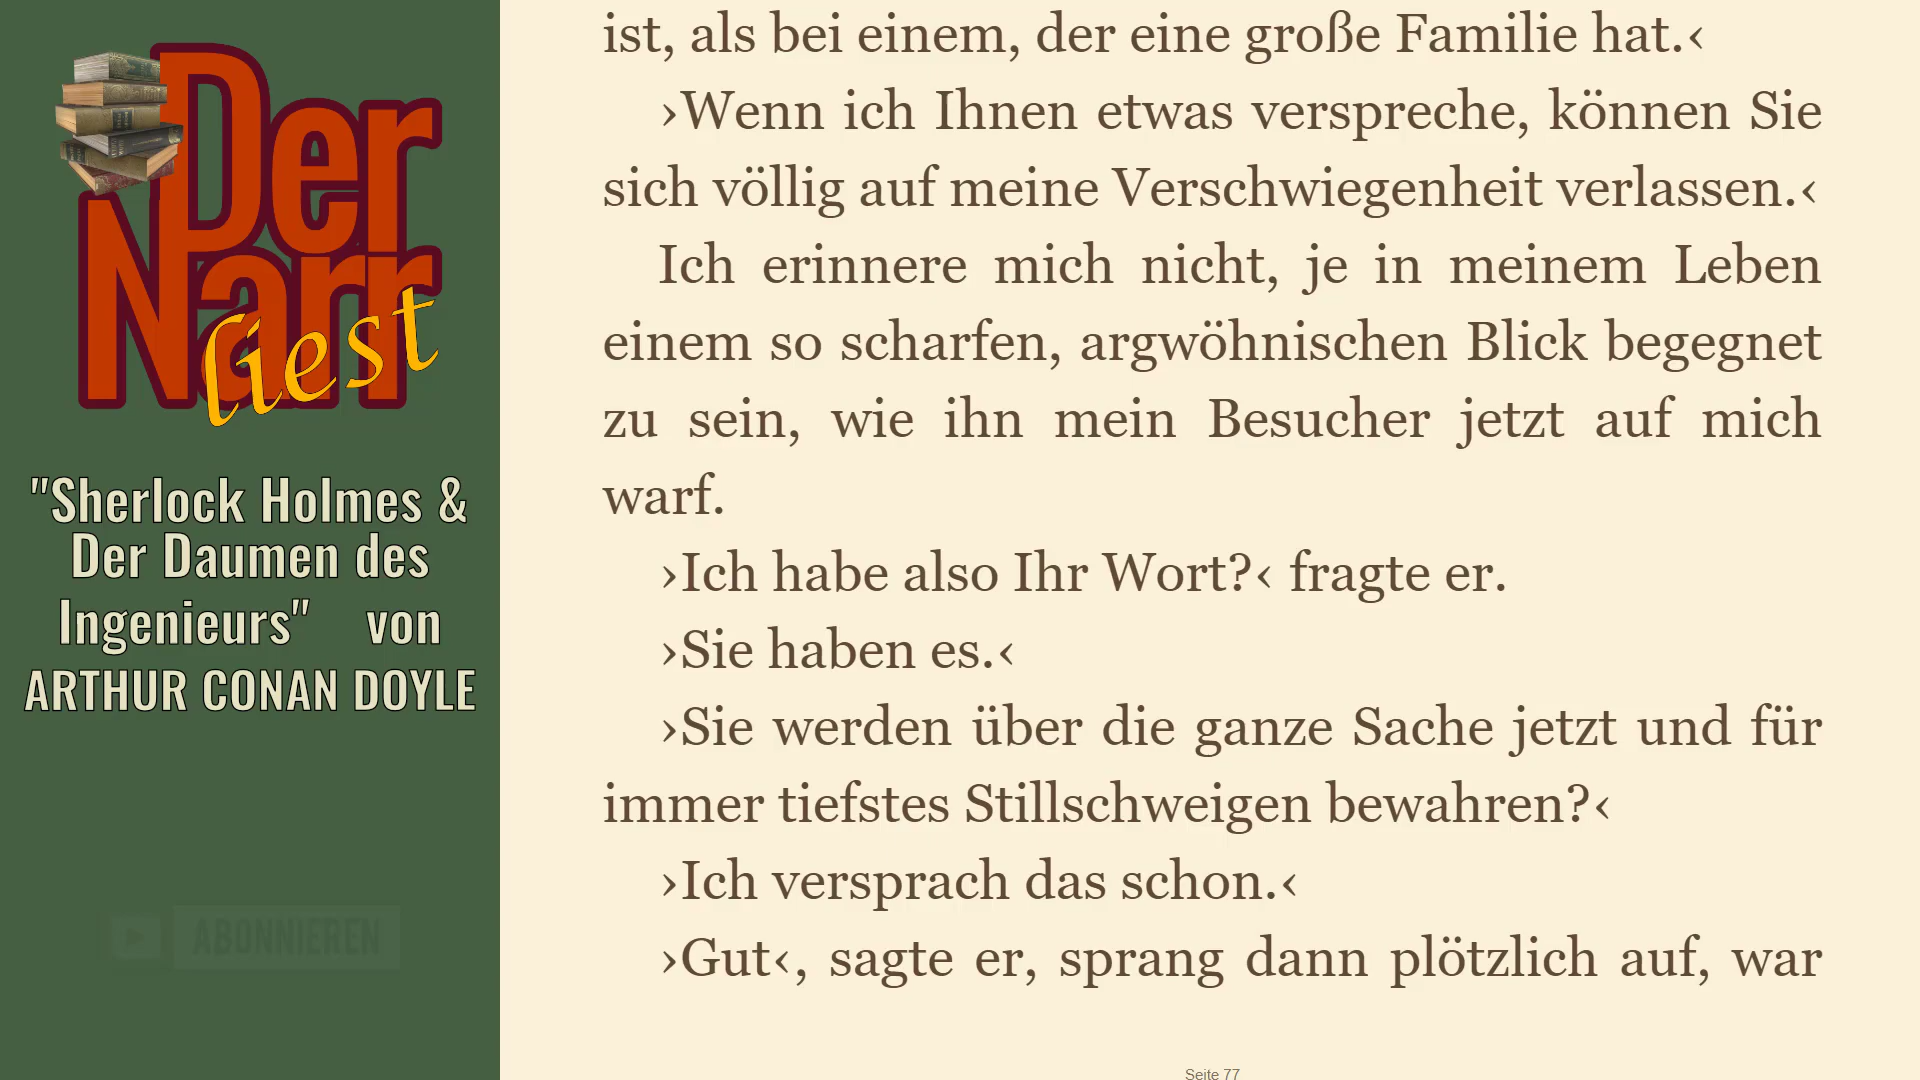 Der
Narr
liest
"Sherlock Holmes &
Der Daumen des
Ingenieurs" von
ARTHUR CONAN DOYLE
ABONNIEREN
ist, als bei einem, der eine große Familie hat.‹
›Wenn ich Ihnen etwas verspreche, können Sie
sich völlig auf meine Verschwiegenheit verlassen.‹
Ich erinnere mich nicht, je in meinem Leben
einem so scharfen, argwöhnischen Blick begegnet
zu sein, wie ihn mein Besucher jetzt auf mich
warf.
›Ich habe also Ihr Wort?‹ fragte er.
›Sie haben es.‹
›Sie werden über die ganze Sache jetzt und für
immer tiefstes Stillschweigen bewahren?‹
›Ich versprach das schon.‹
›Gut‹, sagte er, sprang dann plötzlich auf, war
Seite 77